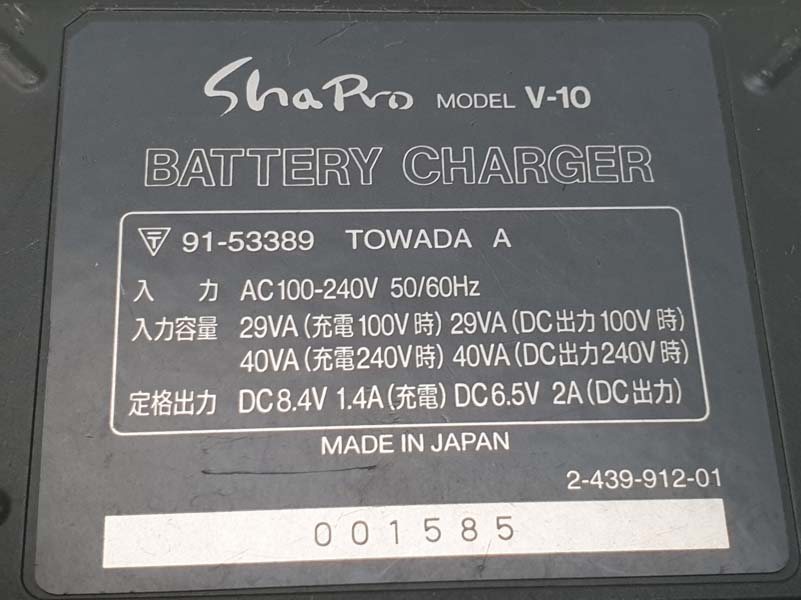 ShaPro MODEL V-10
BATTERY CHARGER
91-53389 TOWADA A
入力 AC100-240V 50/60Hz
入力容量 29VA (充電100V時) 29VA (DC出力100V時)
40VA (充電240V時) 40VA (DC出力240V時)
定格出力 DC8.4V 1.4A (充電) DC6.5V 2A (DC出力)
MADE IN JAPAN
2-439-912-01
001585